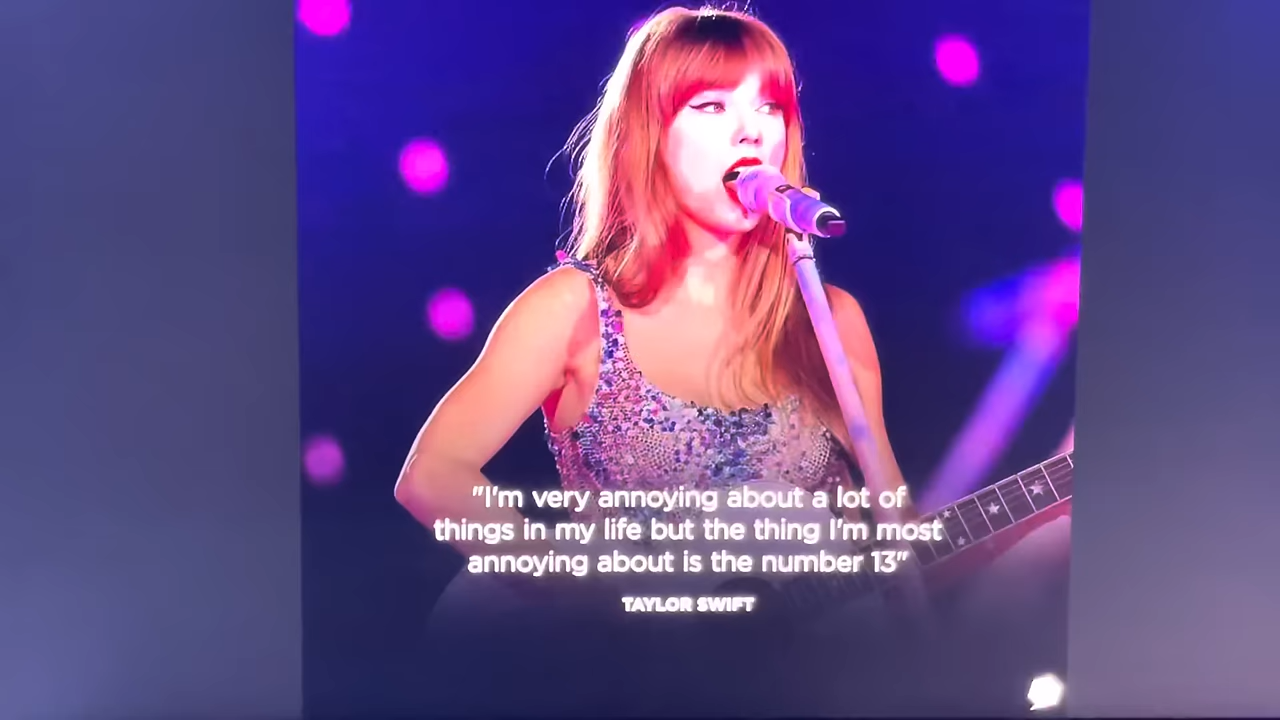 "I'm very annoying about a lot of
things in my life but the thing I'm most
annoying about is the number 13"
TAYLOR SWIFT